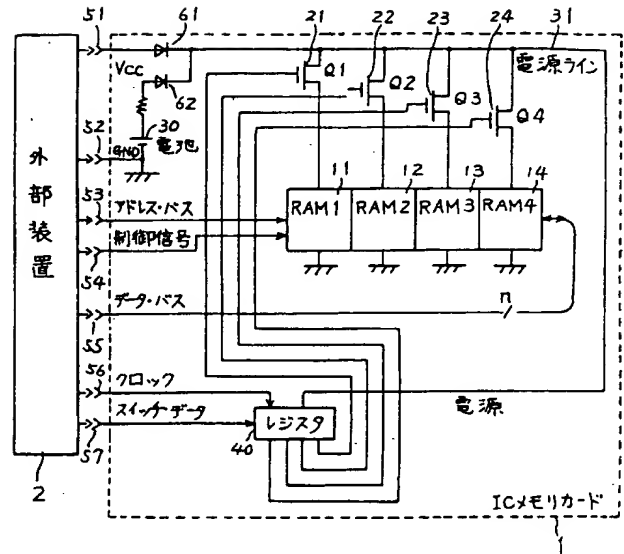 51
61
21
22
23
24
31
電源ライン
Vcc
62
Q1
Q2
Q3
Q4
52
30
GND
電池
外部装置
53
アドレス・バス
制御信号
54
11
12
13
14
RAM1
RAM2
RAM3
RAM4
データ・バス
n
55
56
クロック
スイッチデータ
57
レジスタ
40
電源
2
ICメモリカード
1